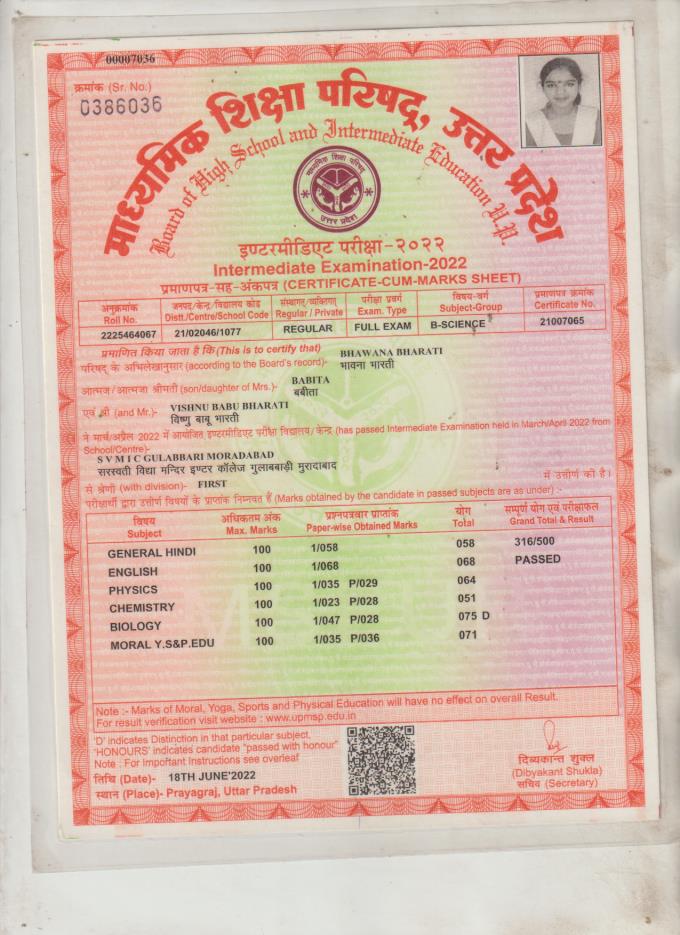 00007036
क्रमांक (Sr. No.)
0386036
माध्यमिक शिक्षा परिषद्, उत्तर प्रदेश
Board of High School and Intermediate Education U.P.
माध्यमिक शिक्षा परिषद्
उत्तर प्रदेश
इण्टरमीडिएट परीक्षा-२०२२
Intermediate Examination-2022
प्रमाणपत्र-सह-अंकपत्र (CERTIFICATE-CUM-MARKS SHEET)
अनुक्रमांक जनपद/केन्द्र/विद्यालय कोड संस्थागत/व्यक्तिगत परीक्षा प्रवर्ग विषय-वर्ग प्रमाणपत्र क्रमांक
Roll No. Distt./Centre/School Code Regular / Private Exam. Type Subject-Group Certificate No.
2225464067 21/02046/1077 REGULAR FULL EXAM B-SCIENCE 21007065
प्रमाणित किया जाता है कि (This is to certify that) BHAWANA BHARATI
परिषद के अभिलेखानुसार (according to the Board's record)- भावना भारती
आत्मज/आत्मजा श्रीमती (son/daughter of Mrs.)- BABITA
बबीता
एवं श्री (and Mr.)- VISHNU BABU BHARATI
विष्णु बाबू भारती
ने मार्च/अप्रैल 2022 में आयोजित इण्टरमीडिएट परीक्षा विद्यालय/केन्द्र (has passed Intermediate Examination held in March/April 2022 from
School/Centre)-
S V M I C GULABBARI MORADABAD
सरस्वती विद्या मन्दिर इण्टर कॉलेज गुलाबबाड़ी मुरादाबाद
से श्रेणी (with division)- FIRST में उत्तीर्ण की है।
परीक्षार्थी द्वारा उत्तीर्ण विषयों के प्राप्तांक निम्नवत हैं (Marks obtained by the candidate in passed subjects are as under) :-
विषय अधिकतम अंक प्रश्नपत्रवार प्राप्तांक योग सम्पूर्ण योग एवं परीक्षाफल
Subject Max. Marks Paper-wise Obtained Marks Total Grand Total & Result
GENERAL HINDI 100 1/058 058 316/500
ENGLISH 100 1/068 068 PASSED
PHYSICS 100 1/035 P/029 064
CHEMISTRY 100 1/023 P/028 051
BIOLOGY 100 1/047 P/028 075 D
MORAL Y.S&P.EDU 100 1/035 P/036 071
Note :- Marks of Moral, Yoga, Sports and Physical Education will have no effect on overall Result.
For result verification visit website : www.upmsp.edu.in
'D' indicates Distinction in that particular subject,
'HONOURS' indicates candidate "passed with honour"
Note : For Important Instructions see overleaf
तिथि (Date)- 18TH JUNE'2022
स्थान (Place)- Prayagraj, Uttar Pradesh
दिव्यकान्त शुक्ल
(Dibyakant Shukla)
सचिव (Secretary)